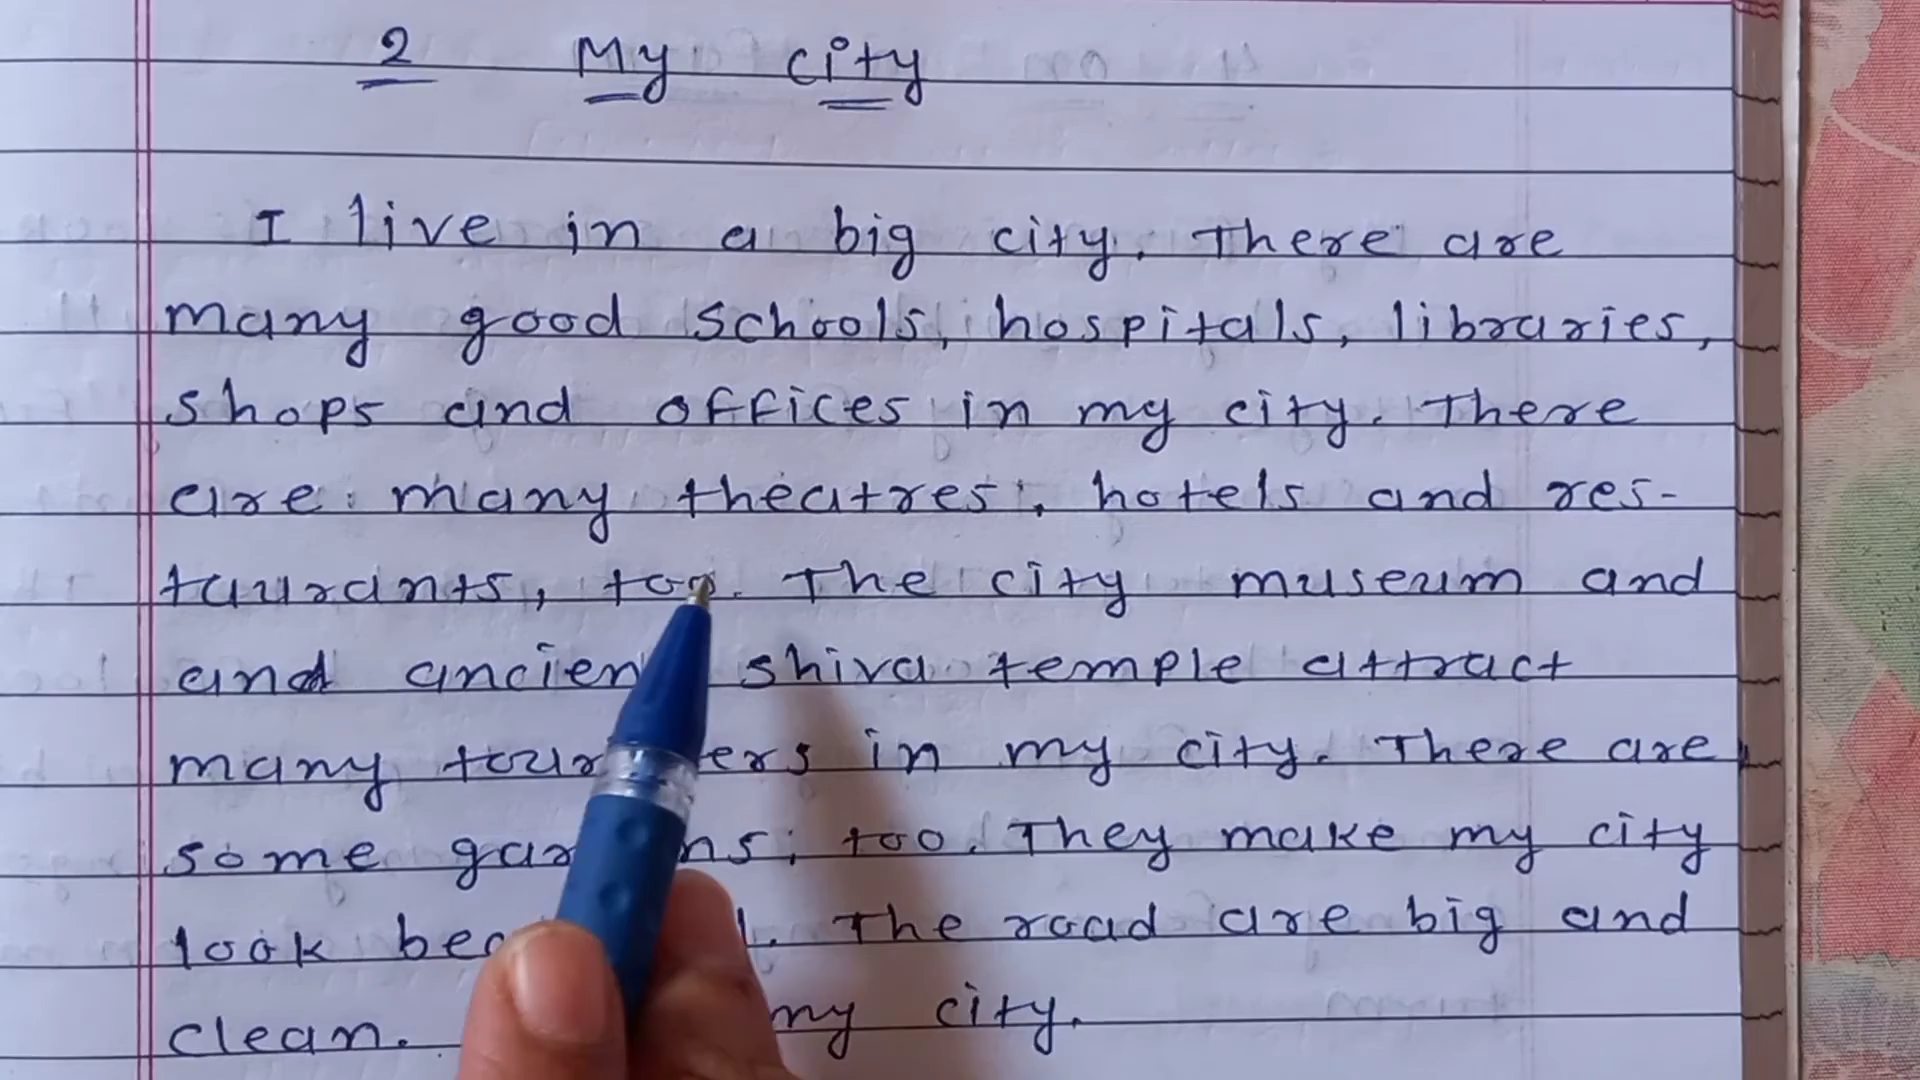 2 My city
I live in a big city. There are
many good schools, hospitals, libraries,
shops and offices in my city. There
are many theatres, hotels and res-
taurants, too. The city museum and
and ancien shiva temple attract
many tour ers in my city. There are
some gar ns, too. They make my city
look bea l. The road are big and
clean. my city.